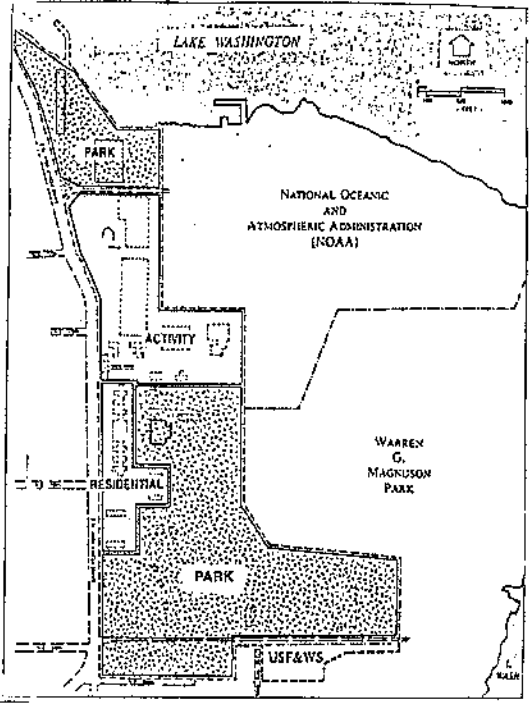 LAKE WASHINGTON
NORTH
PARK
NATIONAL OCEANIC
AND
ATMOSPHERIC ADMINISTRATION
(NOAA)
ACTIVITY
WARREN
G.
MAGNUSON
PARK
RESIDENTIAL
PARK
USF&WS